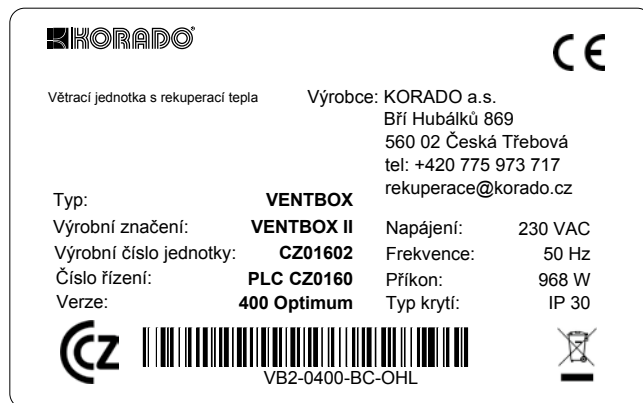 KORADO
CE
Větrací jednotka s rekuperací tepla
Výrobce: KORADO a.s.
Bří Hubálků 869
560 02 Česká Třebová
tel: +420 775 973 717
rekuperace@korado.cz
Typ: VENTBOX
Výrobní značení: VENTBOX II
Výrobní číslo jednotky: CZ01602
Číslo řízení: PLC CZ0160
Verze: 400 Optimum
Napájení: 230 VAC
Frekvence: 50 Hz
Příkon: 968 W
Typ krytí: IP 30
CCZ
VB2-0400-BC-OHL